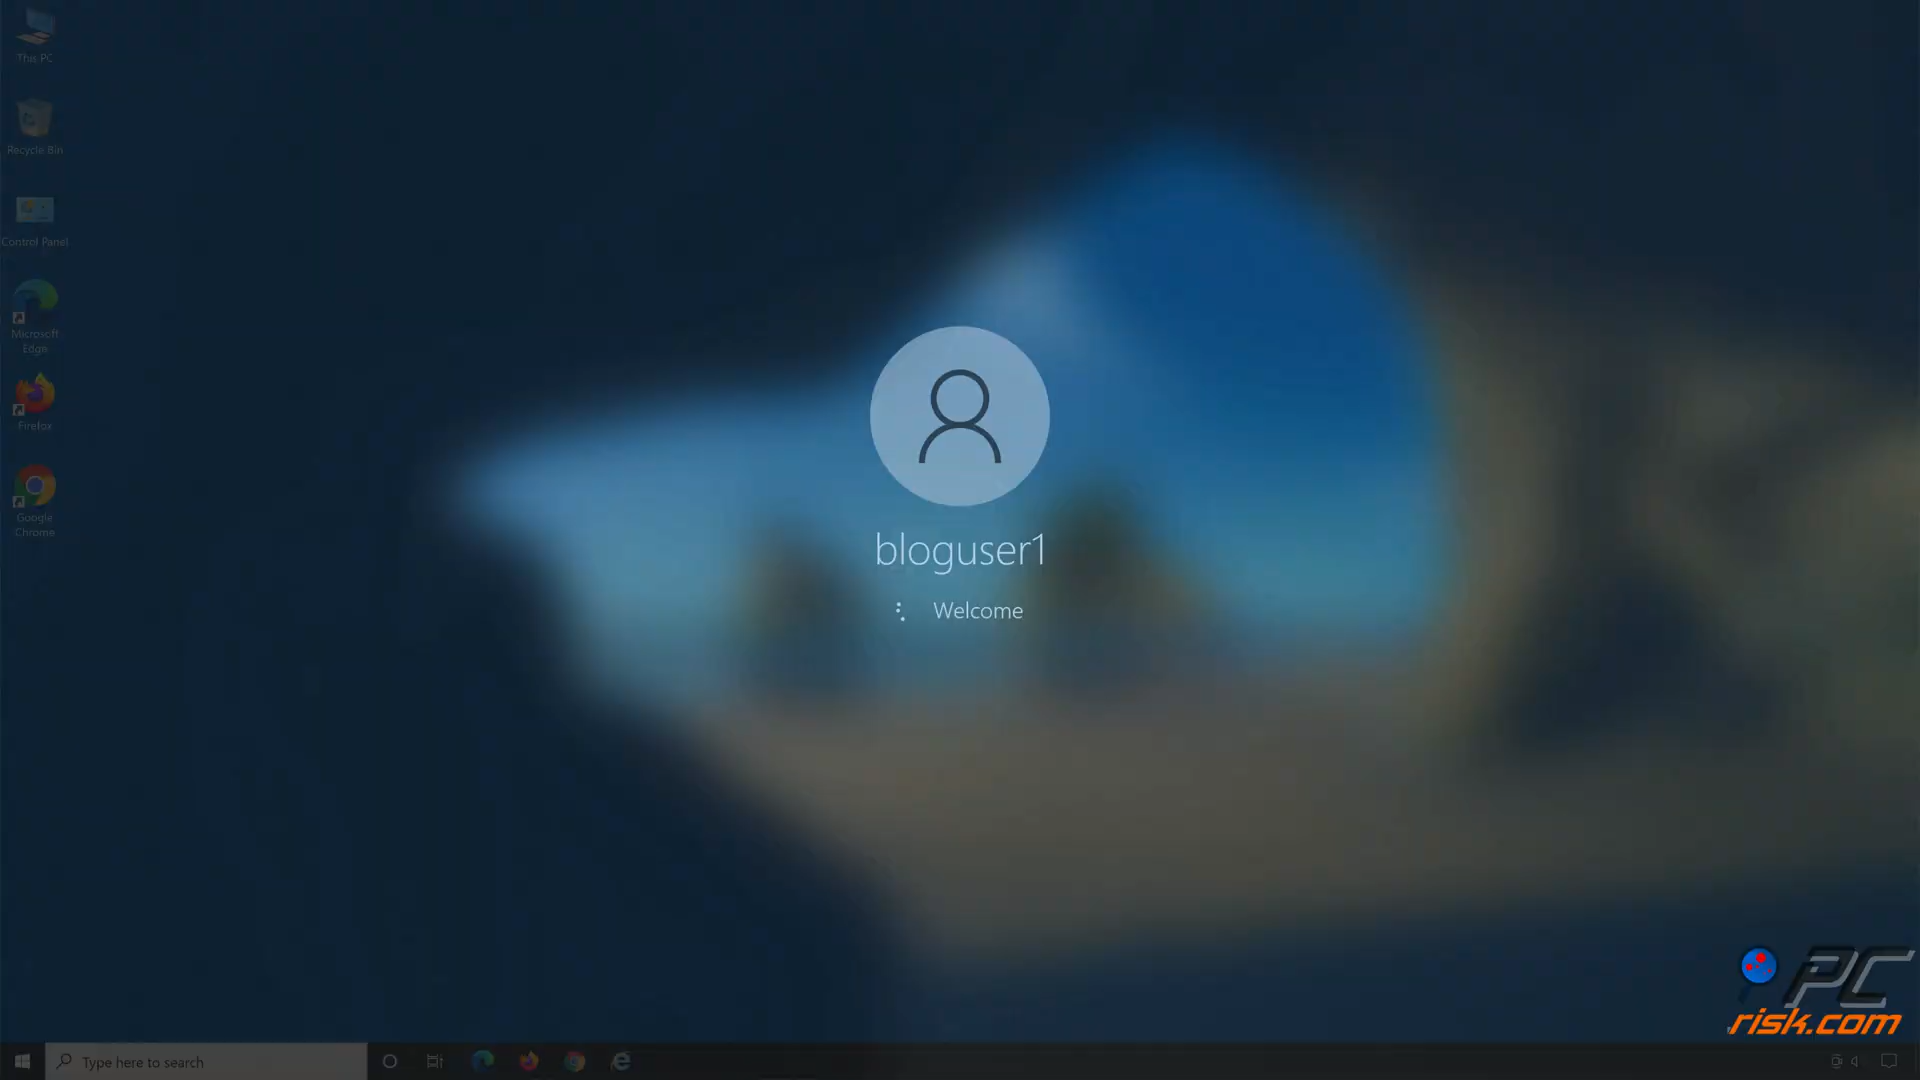 This PC
Recycle Bin
Control Panel
Microsoft
Edge
Firefox
Google
Chrome
bloguser1
Welcome
Type here to search
PC
risk.com